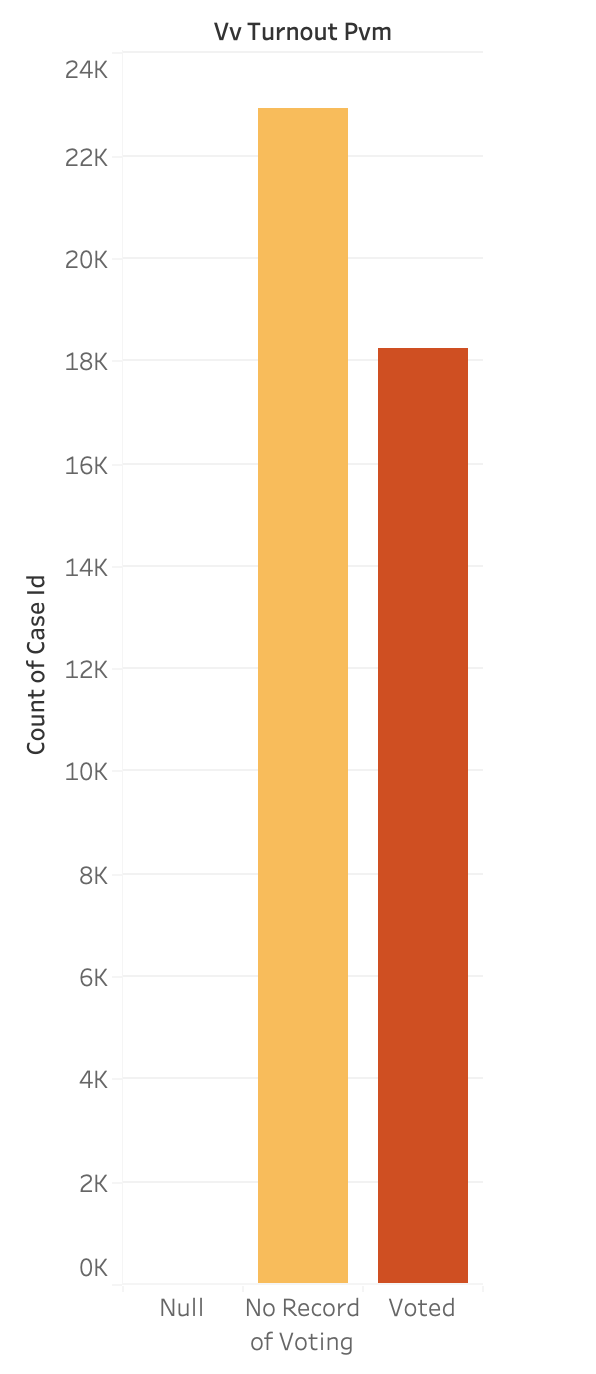 Vv Turnout Pvm
24K
22K
20K
18K
16K
14K
12K
10K
8K
6K
4K
2K
0K
Count of Case Id
Null
No Record
of Voting
Voted